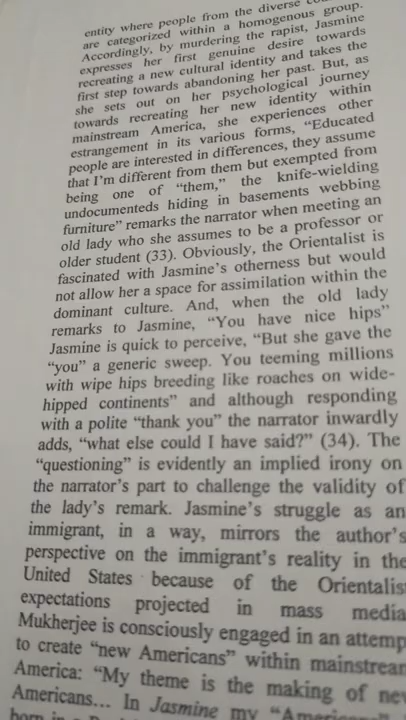 entity where people from the diverse
are categorized within a homogenous group.
Accordingly, by murdering the rapist, Jasmine
expresses her first genuine desire towards
recreating a new cultural identity and takes the
first step towards abandoning her past. But, as
she sets out on her psychological journey
towards recreating her new identity within
mainstream America, she experiences other
estrangement in its various forms, “Educated
people are interested in differences, they assume
that I’m different from them but exempted from
being one of “them,” the knife-wielding
undocumenteds hiding in basements webbing
furniture” remarks the narrator when meeting an
old lady who she assumes to be a professor or
older student (33). Obviously, the Orientalist is
fascinated with Jasmine’s otherness but would
not allow her a space for assimilation within the
dominant culture. And, when the old lady
remarks to Jasmine, “You have nice hips”
Jasmine is quick to perceive, “But she gave the
“you” a generic sweep. You teeming millions
with wipe hips breeding like roaches on wide-
hipped continents” and although responding
with a polite “thank you” the narrator inwardly
adds, “what else could I have said?” (34). The
“questioning” is evidently an implied irony on
the narrator’s part to challenge the validity of
the lady’s remark. Jasmine’s struggle as an
immigrant, in a way, mirrors the author’s
perspective on the immigrant’s reality in the
United States because of the Orientalis
expectations projected in mass media
Mukherjee is consciously engaged in an attemp
to create “new Americans” within mainstrea
America: “My theme is the making of ne
Americans... In Jasmine my
born in a